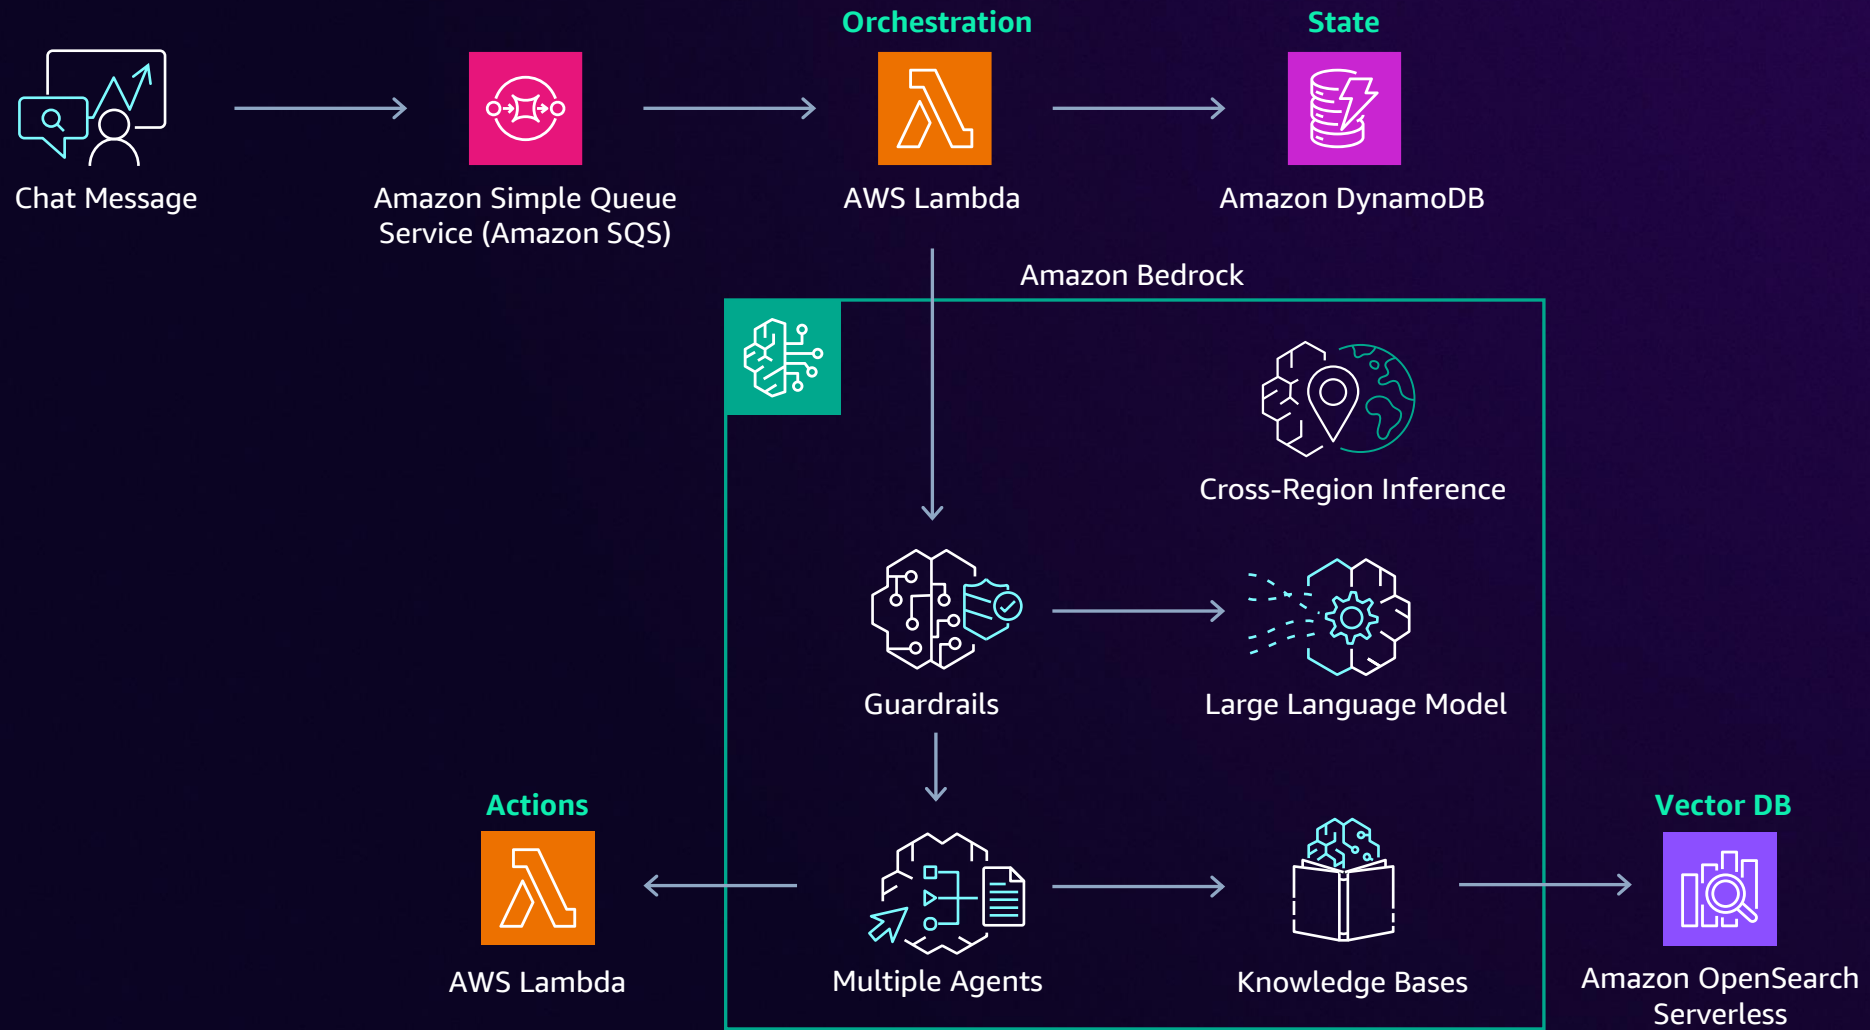 Orchestration
State
Chat Message
Amazon Simple Queue
Service (Amazon SQS)
AWS Lambda
Amazon DynamoDB
Amazon Bedrock
Cross-Region Inference
Guardrails
Large Language Model
Actions
Vector DB
AWS Lambda
Multiple Agents
Knowledge Bases
Amazon OpenSearch
Serverless